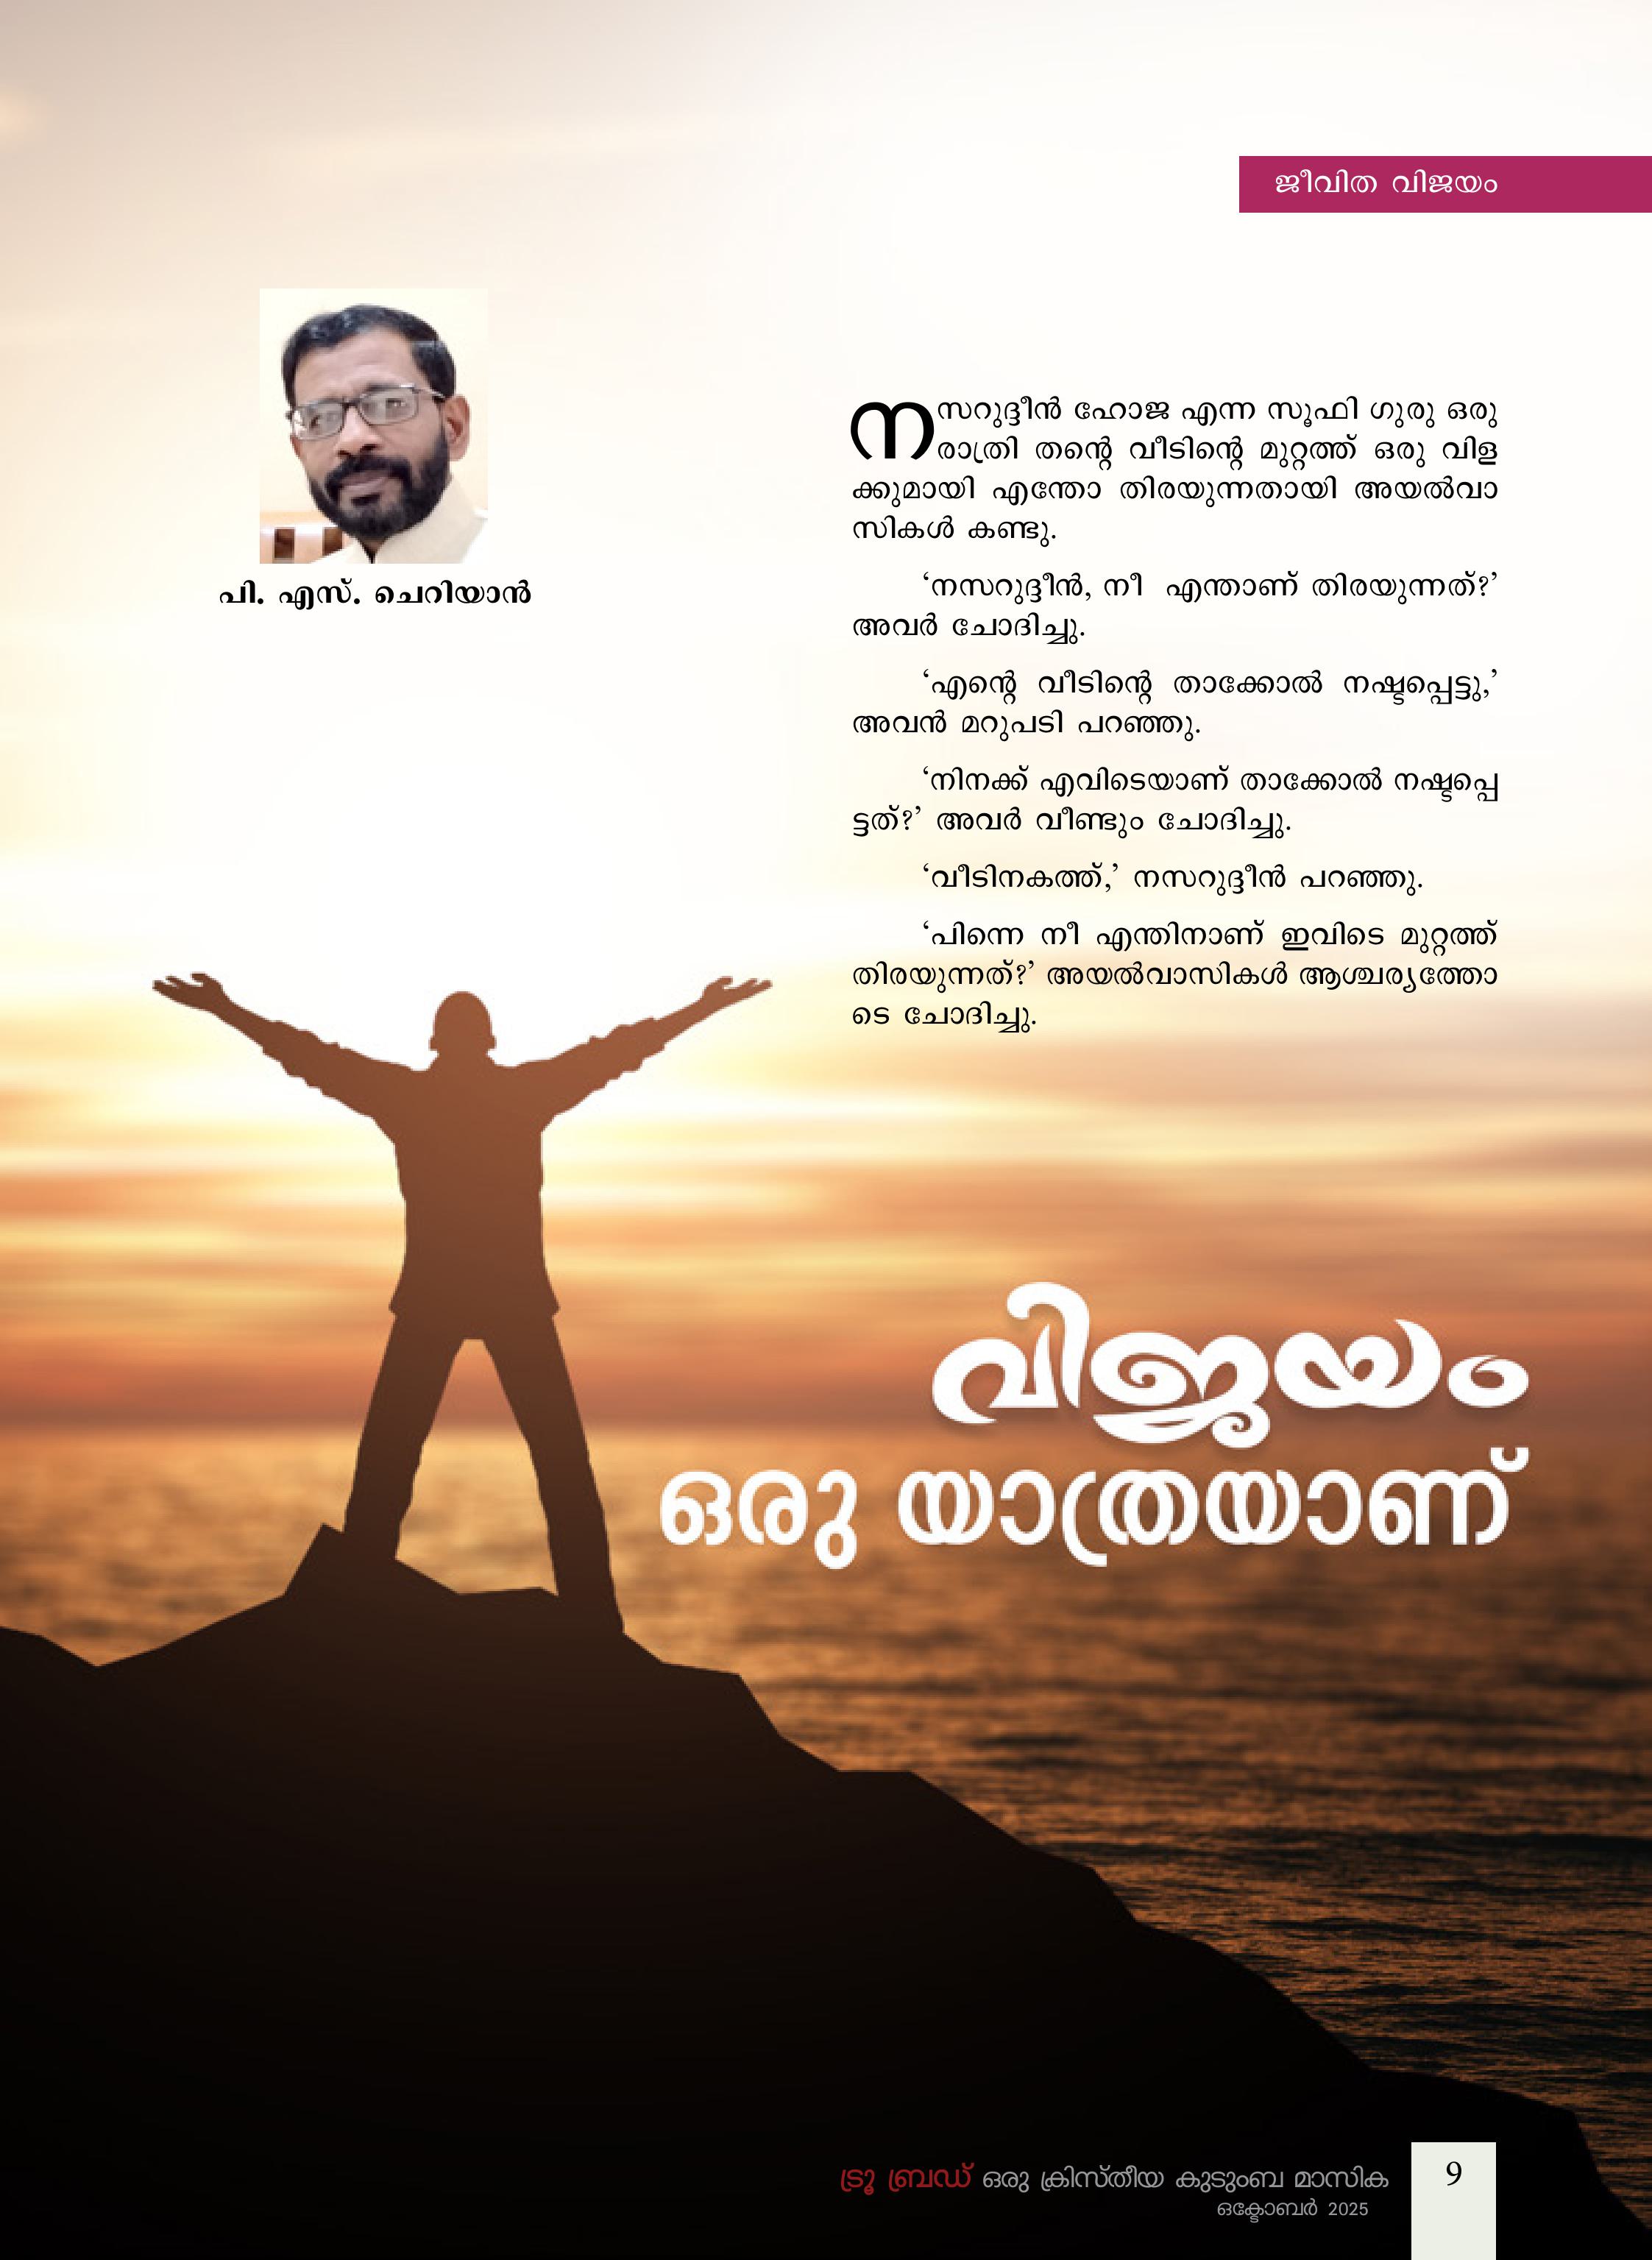 ജീവിത വിജയം
പി. എസ്. ചെറിയാൻ
നസറുദ്ദീൻ ഹോജ എന്ന സൂഫി ഗുരു ഒരു
രാത്രി തന്റെ വീടിന്റെ മുറ്റത്ത് ഒരു വിള
ക്കുമായി എന്തോ തിരയുന്നതായി അയൽവാ
സികൾ കണ്ടു.
‘നസറുദ്ദീൻ, നീ എന്താണ് തിരയുന്നത്?’
അവർ ചോദിച്ചു.
‘എന്റെ വീടിന്റെ താക്കോൽ നഷ്ടപ്പെട്ടു,’
അവൻ മറുപടി പറഞ്ഞു.
‘നിനക്ക് എവിടെയാണ് താക്കോൽ നഷ്ടപ്പെ
ട്ടത്?’ അവർ വീണ്ടും ചോദിച്ചു.
‘വീടിനകത്ത്,’ നസറുദ്ദീൻ പറഞ്ഞു.
‘പിന്നെ നീ എന്തിനാണ് ഇവിടെ മുറ്റത്ത്
തിരയുന്നത്?’ അയൽവാസികൾ ആശ്ചര്യത്തോ
ടെ ചോദിച്ചു.
വിജയം
ഒരു യാത്രയാണ്
ട്രൂ ബ്രഡ് ഒരു ക്രിസ്തീയ കുടുംബ മാസിക
ഒക്ടോബർ 2025
9